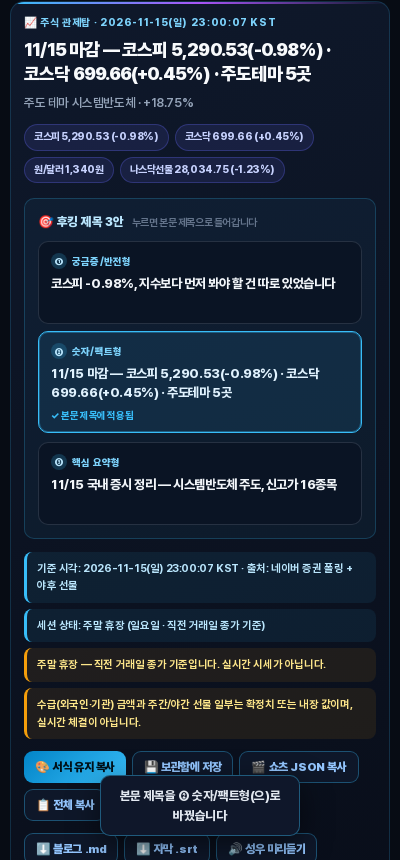 📈 주식 관제탑 · 2026-11-15(일) 23:00:07 KST
11/15 마감 — 코스피 5,290.53(-0.98%) ·
코스닥 699.66(+0.45%) · 주도테마 5곳
주도 테마 시스템반도체 · +18.75%
코스피 5,290.53 (-0.98%)
코스닥 699.66 (+0.45%)
원/달러 1,340원
나스닥선물 28,034.75 (-1.23%)
🎯 후킹 제목 3안 누르면 본문 제목으로 들어갑니다
궁금증/반전형
코스피 -0.98%, 지수보다 먼저 봐야 할 건 따로 있었습니다
숫자/팩트형
11/15 마감 — 코스피 5,290.53(-0.98%) · 코스닥
699.66(+0.45%) · 주도테마 5곳
✓ 본문 제목에 적용됨
핵심 요약형
11/15 국내 증시 정리 — 시스템반도체 주도, 신고가 16종목
기준 시각: 2026-11-15(일) 23:00:07 KST · 출처: 네이버 증권 폴링 +
야후 선물
세션 상태: 주말 휴장 (일요일 · 직전 거래일 종가 기준)
주말 휴장 — 직전 거래일 종가 기준입니다. 실시간 시세가 아닙니다.
수급(외국인·기관) 금액과 주간/야간 선물 일부는 확정치 또는 내장 값이며,
실시간 체결이 아닙니다.
🎨 서식 유지 복사
💾 보관함에 저장
🎬 쇼츠 JSON 복사
📋 전체 복사
본문 제목을 숫자/팩트형(으)로
바꿨습니다
⬇️ 블로그 .md
⬇️ 자막 .srt
🔊 성우 미리듣기